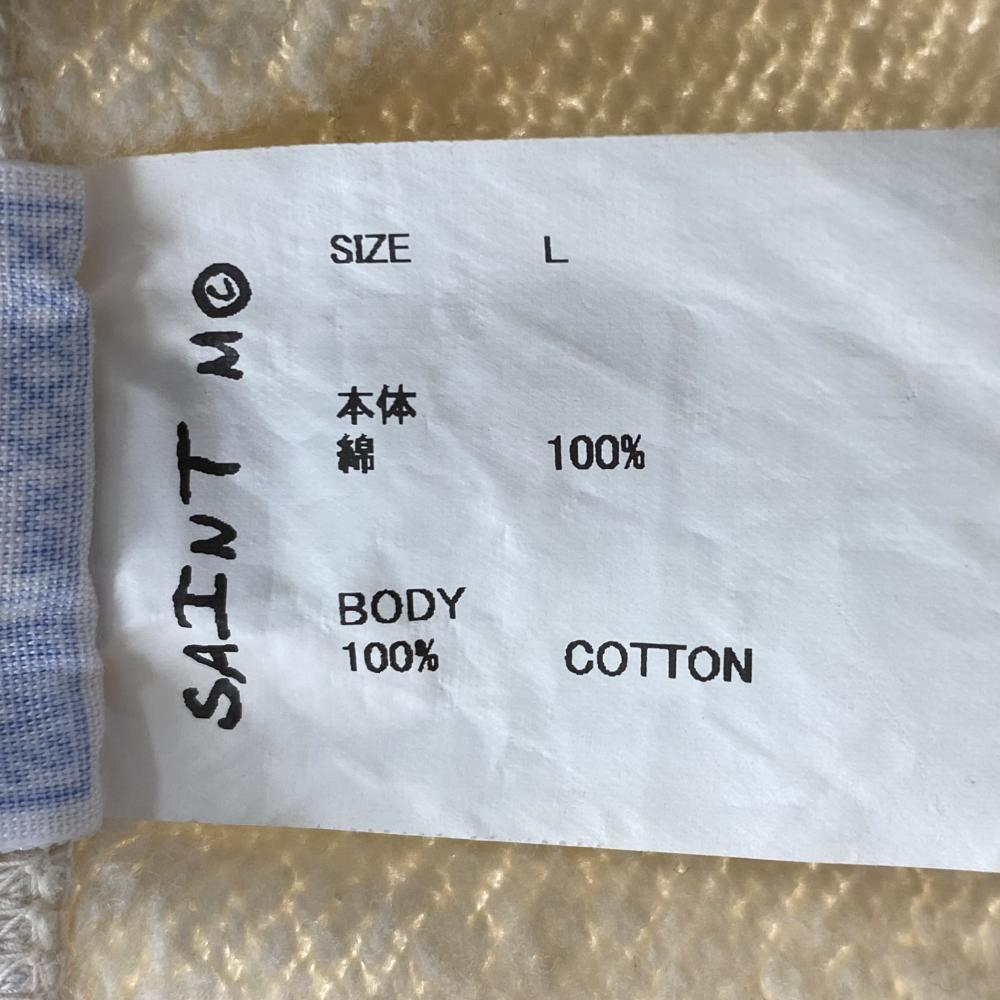 SAINT M©
SIZE L
本体
綿 100%
BODY
100% COTTON